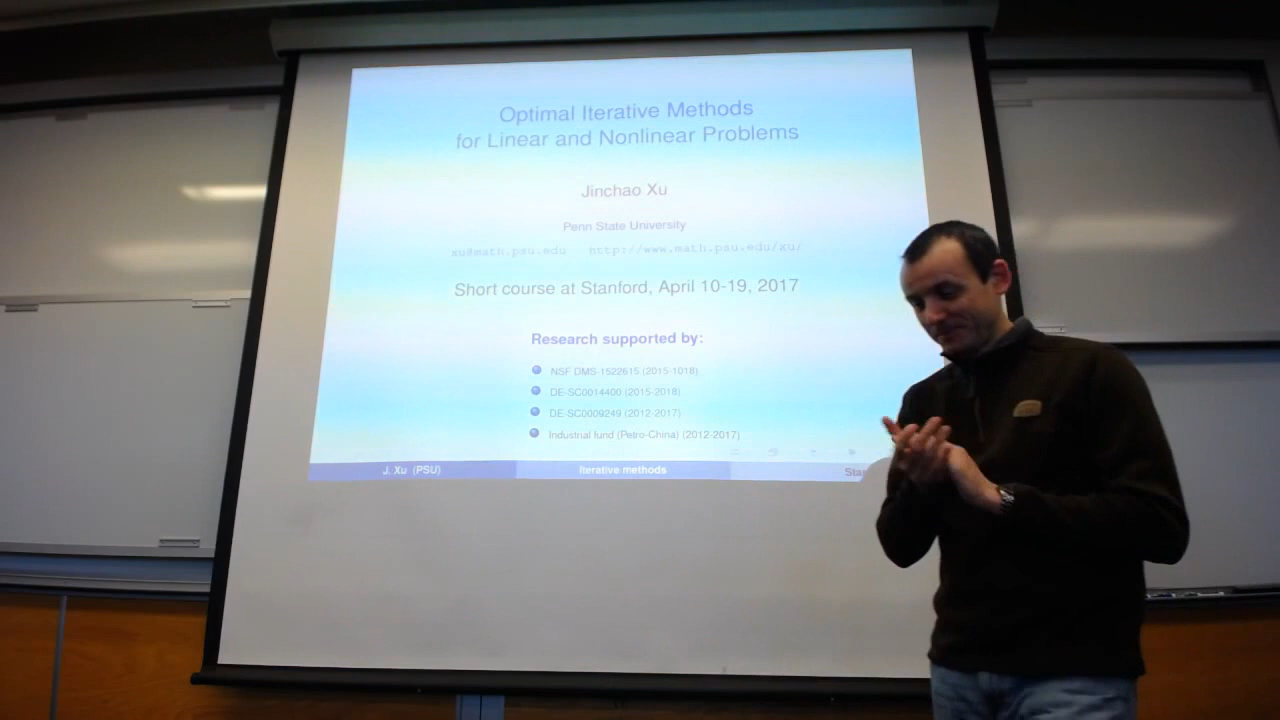 Optimal Iterative Methods
for Linear and Nonlinear Problems
Jinchao Xu
Penn State University
xu@math.psu.edu http://www.math.psu.edu/xu/
Short course at Stanford, April 10-19, 2017
Research supported by:
NSF DMS-1522615 (2015-1018)
DE-SC0014400 (2015-2018)
DE-SC0009249 (2012-2017)
Industrial fund (Petro-China) (2012-2017)
J. Xu (PSU) Iterative methods